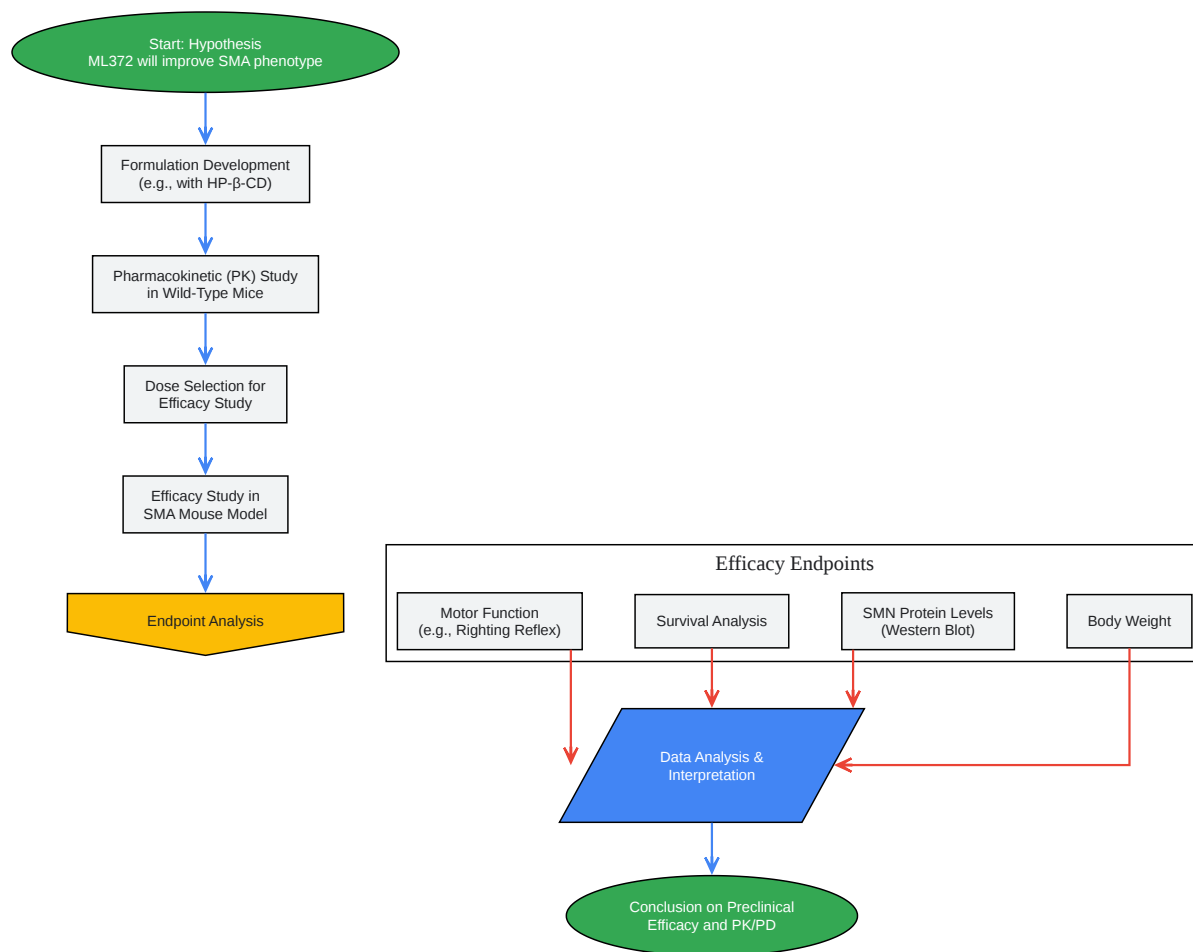 Start: Hypothesis
ML372 will improve SMA phenotype
Formulation Development
(e.g., with HP-β-CD)
Pharmacokinetic (PK) Study
in Wild-Type Mice
Dose Selection for
Efficacy Study
Efficacy Study in
SMA Mouse Model
Endpoint Analysis
Efficacy Endpoints
Motor Function
(e.g., Righting Reflex)
Survival Analysis
SMN Protein Levels
(Western Blot)
Body Weight
Data Analysis &
Interpretation
Conclusion on Preclinical
Efficacy and PK/PD